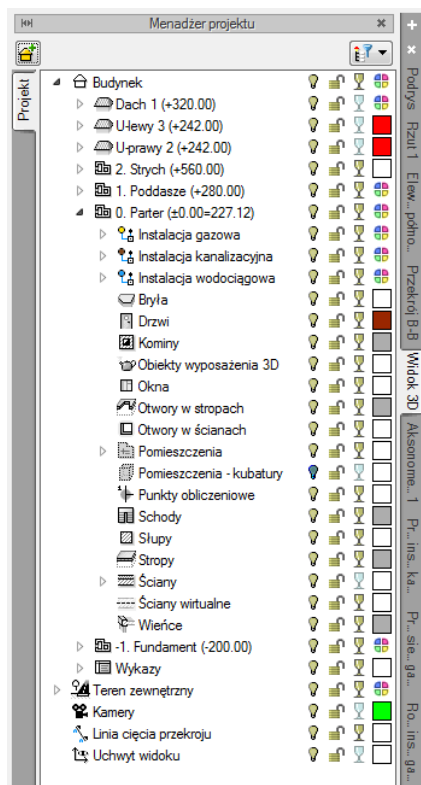 Menadżer projektu
Projekt
Budynek
Dach 1 (+320.00)
U-lewy 3 (+242.00)
U-prawy 2 (+242.00)
2. Strych (+560.00)
1. Poddasze (+280.00)
0. Parter (±0.00=227.12)
Instalacja gazowa
Instalacja kanalizacyjna
Instalacja wodociągowa
Bryła
Drzwi
Kominy
Obiekty wyposażenia 3D
Okna
Otwory w stropach
Otwory w ścianach
Pomieszczenia
Pomieszczenia - kubatury
Punkty obliczeniowe
Schody
Słupy
Stropy
Ściany
Ściany wirtualne
Wieńce
-1. Fundament (-200.00)
Wykazy
Teren zewnętrzny
Kamery
Linia cięcia przekroju
Uchwyt widoku
Podrys
Rzut 1
Elew... półno...
Przekrój B-B
Widok 3D
Aksonome... 1
Pr... ins... ka...
Pr... sie... ga...
Ro... ins... ga...